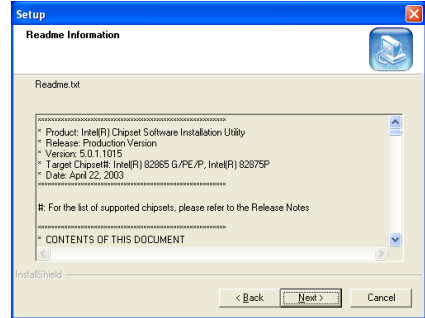 Setup
Readme Information
Readme.txt
* Product: Intel(R) Chipset Software Installation Utility
* Release: Production Version
* Version: 5.0.1.1015
* Target Chipset#: Intel(R) 82865 G/PE/P, Intel(R) 82875P
* Date: April 22, 2003
#: For the list of supported chipsets, please refer to the Release Notes
* CONTENTS OF THIS DOCUMENT
InstallShield
< Back
Next >
Cancel